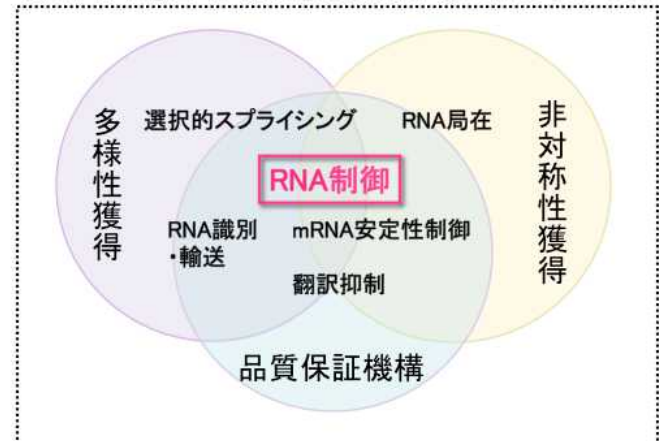 多様性獲得
選択的スプライシング
RNA局在
非対称性獲得
RNA制御
RNA識別
・輸送
mRNA安定性制御
翻訳抑制
品質保証機構